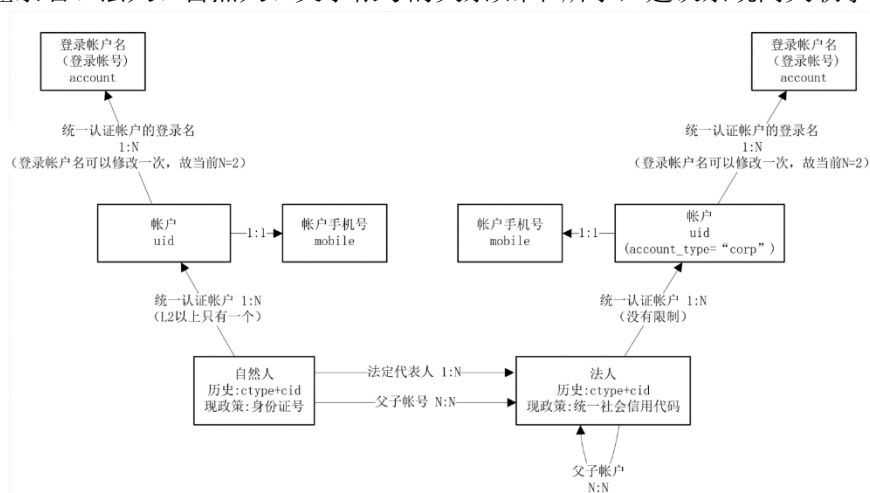 登录帐户名
（登录帐号）
account
登录帐户名
（登录帐号）
account
统一认证帐户的登录名
1:N
（登录帐户名可以修改一次，故当前N=2）
统一认证帐户的登录名
1:N
（登录帐户名可以修改一次，故当前N=2）
帐户
uid
1:1
帐户手机号
mobile
帐户手机号
mobile
1:1
帐户
uid
(account_type=“corp”)
统一认证帐户 1:N
（L2以上只有一个）
统一认证帐户 1:N
（没有限制）
自然人
历史:ctype+cid
现政策:身份证号
法定代表人 1:N
父子帐号 N:N
法人
历史:ctype+cid
现政策:统一社会信用代码
父子帐户
N:N